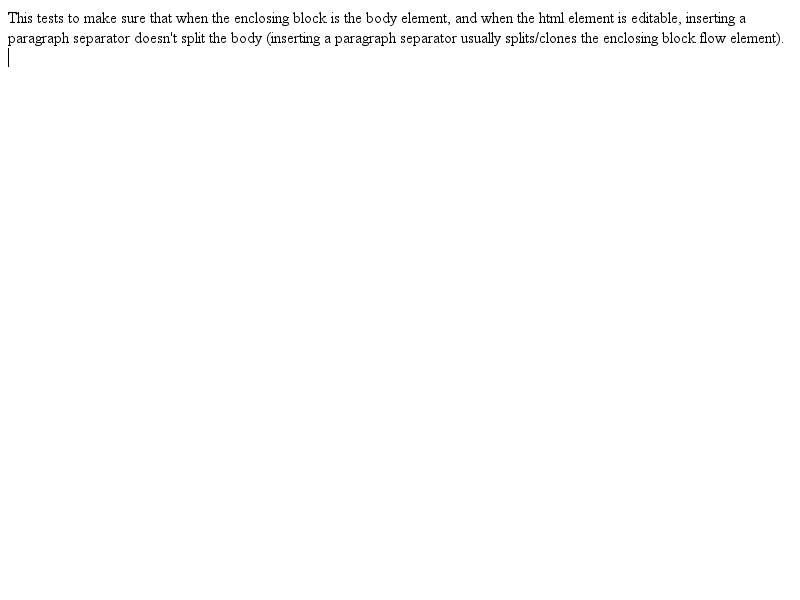 This tests to make sure that when the enclosing block is the body element, and when the html element is editable, inserting a
paragraph separator doesn't split the body (inserting a paragraph separator usually splits/clones the enclosing block flow element).